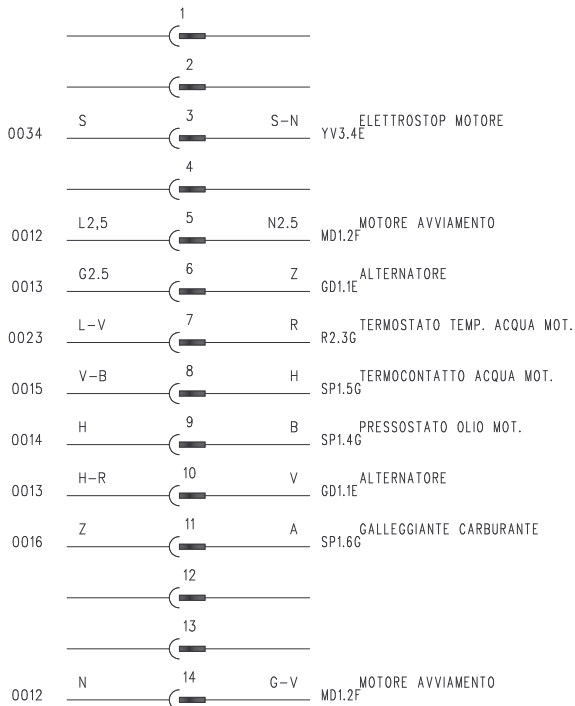 1
2
0034 S 3 S-N YV3.4E ELETTROSTOP MOTORE
4
0012 L2,5 5 N2.5 MD1.2F MOTORE AVVIAMENTO
0013 G2.5 6 Z GD1.1E ALTERNATORE
0023 L-V 7 R R2.3G TERMOSTATO TEMP. ACQUA MOT.
0015 V-B 8 H SP1.5G TERMOCONTATTO ACQUA MOT.
0014 H 9 B SP1.4G PRESSOSTATO OLIO MOT.
0013 H-R 10 V GD1.1E ALTERNATORE
0016 Z 11 A SP1.6G GALLEGGIANTE CARBURANTE
12
13
0012 N 14 G-V MD1.2F MOTORE AVVIAMENTO